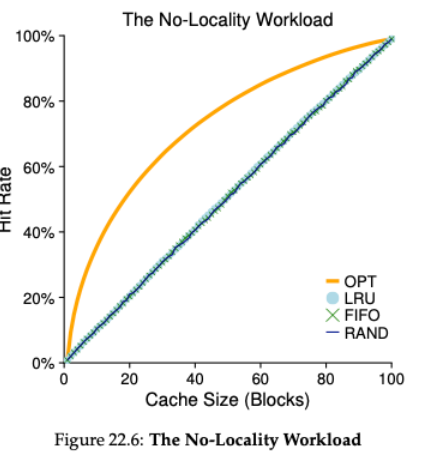 The No-Locality Workload
100%
80%
60%
40%
20%
0%
Hit Rate
0 20 40 60 80 100
Cache Size (Blocks)
OPT
LRU
FIFO
RAND
Figure 22.6: The No-Locality Workload